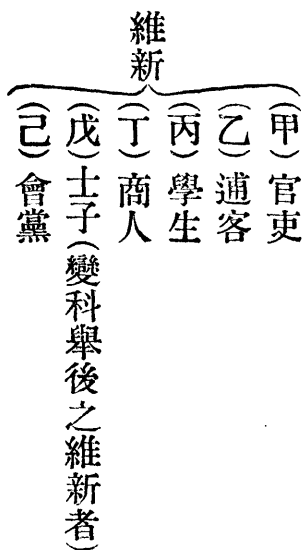 維新
(甲)官吏
(乙)逋客
(丙)學生
(丁)商人
(戊)士子(變科舉後之維新者)
(己)會黨